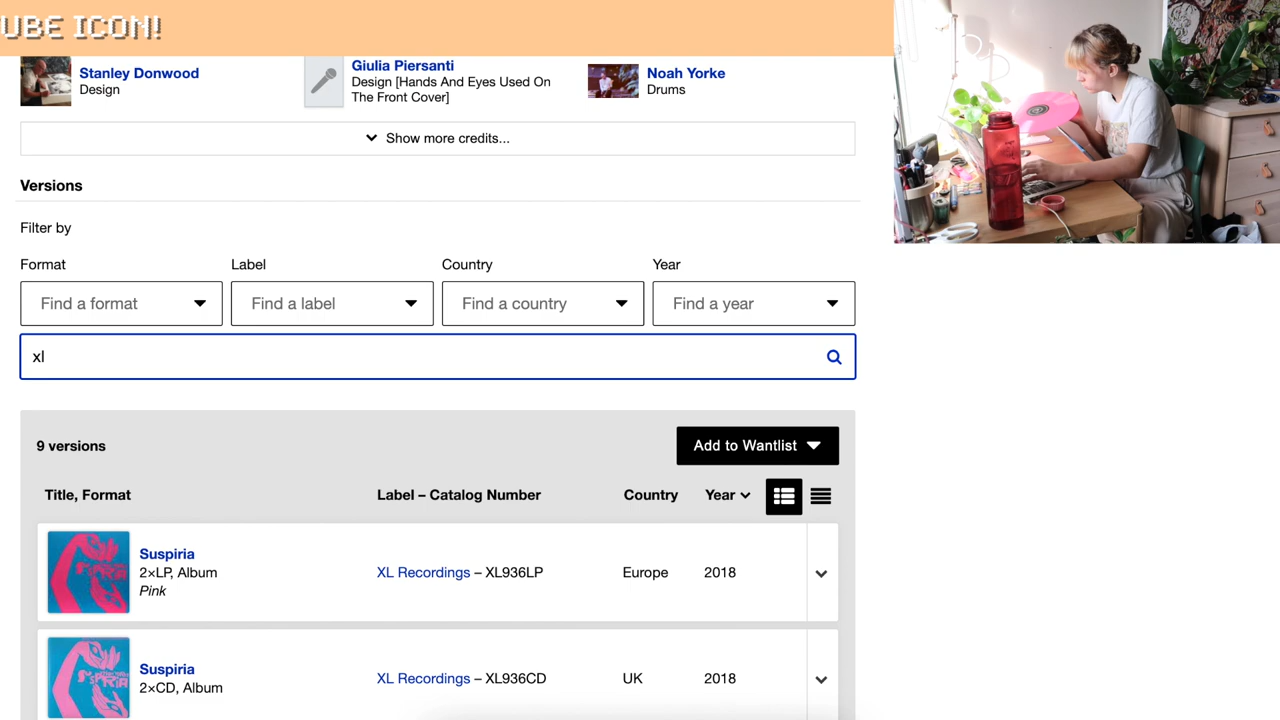 UBE ICON!
Stanley Donwood
Design
Giulia Piersanti
Design [Hands And Eyes Used On
The Front Cover]
Noah Yorke
Drums
Show more credits...
Versions
Filter by
Format
Label
Country
Year
Find a format
Find a label
Find a country
Find a year
xl
9 versions
Add to Wantlist
Title, Format
Label – Catalog Number
Country
Year
Suspiria
2×LP, Album
Pink
XL Recordings – XL936LP
Europe
2018
Suspiria
2×CD, Album
XL Recordings – XL936CD
UK
2018